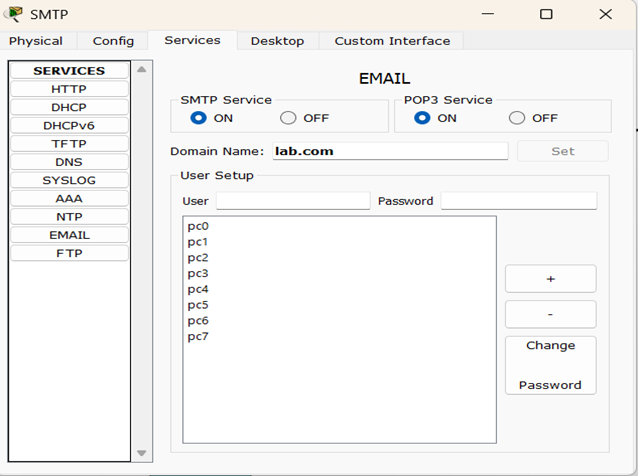 SMTP
Physical Config Services Desktop Custom Interface
SERVICES
HTTP
DHCP
DHCPv6
TFTP
DNS
SYSLOG
AAA
NTP
EMAIL
FTP
EMAIL
SMTP Service
ON OFF
POP3 Service
ON OFF
Domain Name: lab.com Set
User Setup
User Password
pc0
pc1
pc2
pc3
pc4
pc5
pc6
pc7
+
-
Change
Password